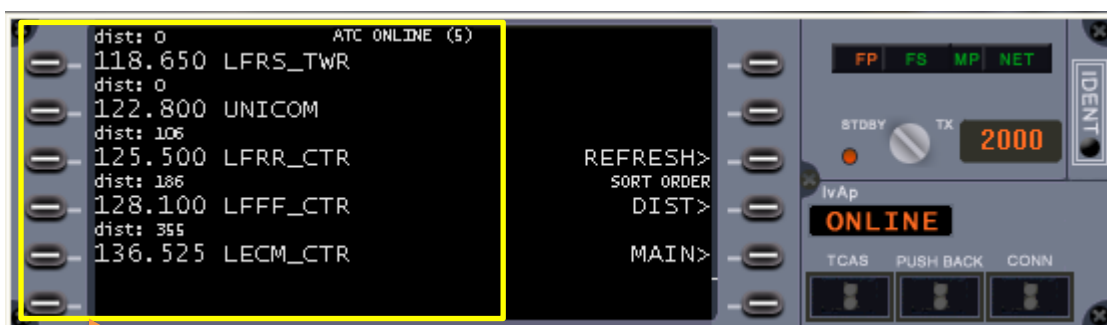 dist: 0 ATC ONLINE (5)
118.650 LFRS_TWR
dist: 0
122.800 UNICOM
dist: 106
125.500 LFRR_CTR REFRESH>
dist: 186 SORT ORDER
128.100 LFFF_CTR DIST>
dist: 355
136.525 LECM_CTR MAIN>
FP FS MP NET
IDENT
STDBY TX 2000
IvAp
ONLINE
TCAS PUSH BACK CONN